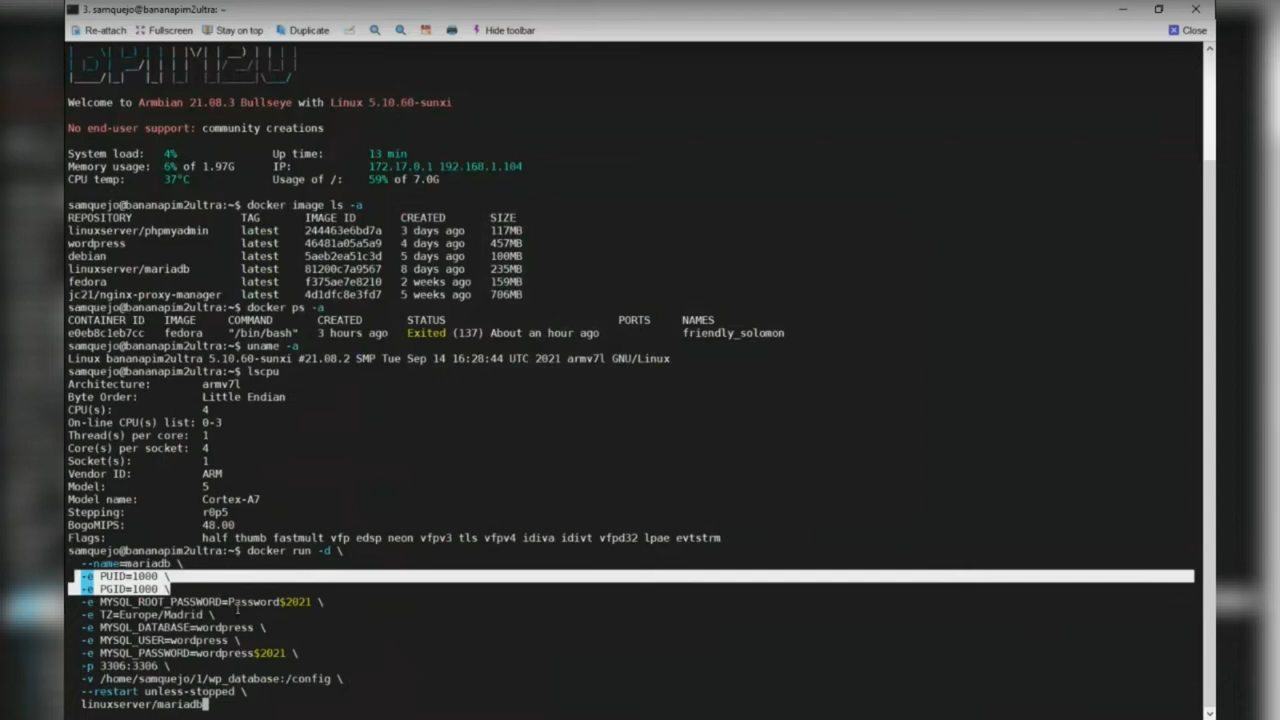 3. samquejo@bananapim2ultra: ~
Re-attach Fullscreen Stay on top Duplicate Hide toolbar Close
BPI M2U
Welcome to Armbian 21.08.3 Bullseye with Linux 5.10.60-sunxi
No end-user support: community creations
System load: 4% Up time: 13 min
Memory usage: 6% of 1.97G IP: 172.17.0.1 192.168.1.104
CPU temp: 37°C Usage of /: 59% of 7.0G
samquejo@bananapim2ultra:~$ docker image ls -a
REPOSITORY TAG IMAGE ID CREATED SIZE
linuxserver/phpmyadmin latest 244463e6bd7a 3 days ago 117MB
wordpress latest 46481a05a5a9 4 days ago 457MB
debian latest 5aeb2ea51c3d 5 days ago 100MB
linuxserver/mariadb latest 81200c7a9567 8 days ago 235MB
fedora latest f375ae7e8210 2 weeks ago 159MB
jc21/nginx-proxy-manager latest 4d1dfc8e3fd7 5 weeks ago 706MB
samquejo@bananapim2ultra:~$ docker ps -a
CONTAINER ID IMAGE COMMAND CREATED STATUS PORTS NAMES
e0eb8c1eb7cc fedora "/bin/bash" 3 hours ago Exited (137) About an hour ago friendly_solomon
samquejo@bananapim2ultra:~$ uname -a
Linux bananapim2ultra 5.10.60-sunxi #21.08.2 SMP Tue Sep 14 16:28:44 UTC 2021 armv7l GNU/Linux
samquejo@bananapim2ultra:~$ lscpu
Architecture: armv7l
Byte Order: Little Endian
CPU(s): 4
On-line CPU(s) list: 0-3
Thread(s) per core: 1
Core(s) per socket: 4
Socket(s): 1
Vendor ID: ARM
Model: 5
Model name: Cortex-A7
Stepping: r0p5
BogoMIPS: 48.00
Flags: half thumb fastmult vfp edsp neon vfpv3 tls vfpv4 idiva idivt vfpd32 lpae evtstrm
samquejo@bananapim2ultra:~$ docker run -d \
--name=mariadb \
-e PUID=1000 \
-e PGID=1000 \
-e MYSQL_ROOT_PASSWORD=Password$2021 \
-e TZ=Europe/Madrid \
-e MYSQL_DATABASE=wordpress \
-e MYSQL_USER=wordpress \
-e MYSQL_PASSWORD=wordpress$2021 \
-p 3306:3306 \
-v /home/samquejo/1/wp_database:/config \
--restart unless-stopped \
linuxserver/mariadb